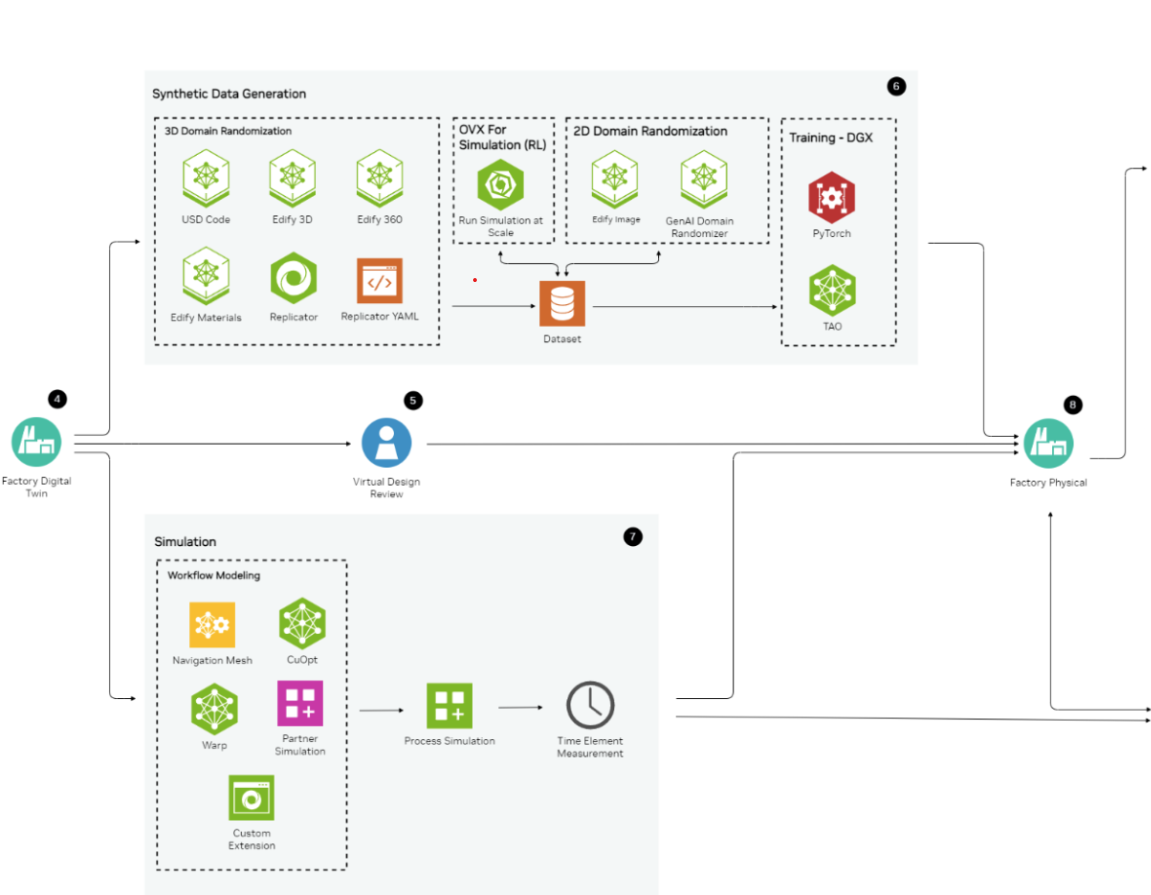 6
Synthetic Data Generation
3D Domain Randomization
USD Code
Edify 3D
Edify 360
Edify Materials
Replicator
Replicator YAML
OVX For
Simulation (RL)
Run Simulation at
Scale
2D Domain Randomization
Edify Image
GenAI Domain
Randomizer
Dataset
Training - DGX
PyTorch
TAO
4
Factory Digital
Twin
5
Virtual Design
Review
8
Factory Physical
7
Simulation
Workflow Modeling
Navigation Mesh
CuOpt
Warp
Partner
Simulation
Custom
Extension
Process Simulation
Time Element
Measurement